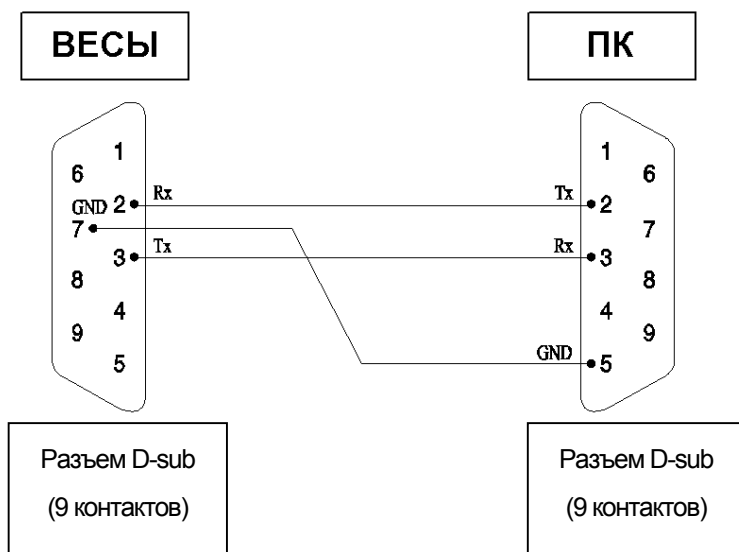 ВЕСЫ
ПК
1
6
2
GND
7
3
8
4
9
5
Rx
Tx
Tx
Rx
GND
1
6
2
7
3
8
4
9
5
Разъем D-sub
(9 контактов)
Разъем D-sub
(9 контактов)